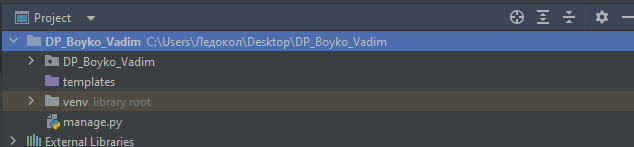 Project
DP_Boyko_Vadim C:\Users\Ледокол\Desktop\DP_Boyko_Vadim
DP_Boyko_Vadim
templates
venv library root
manage.py
External Libraries